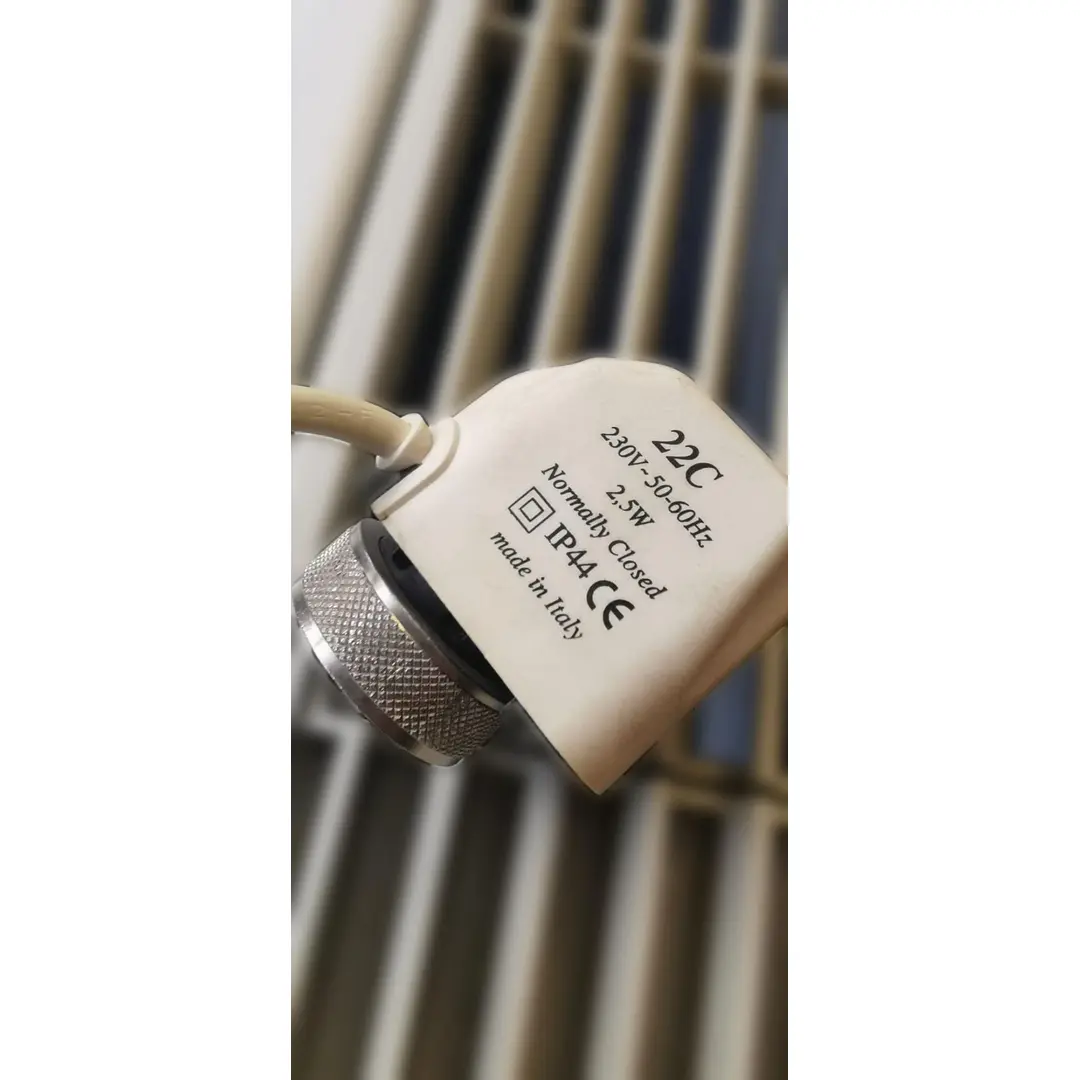 22C
230V~50-60Hz
2,5W
Normally Closed
IP44 CE
made in Italy